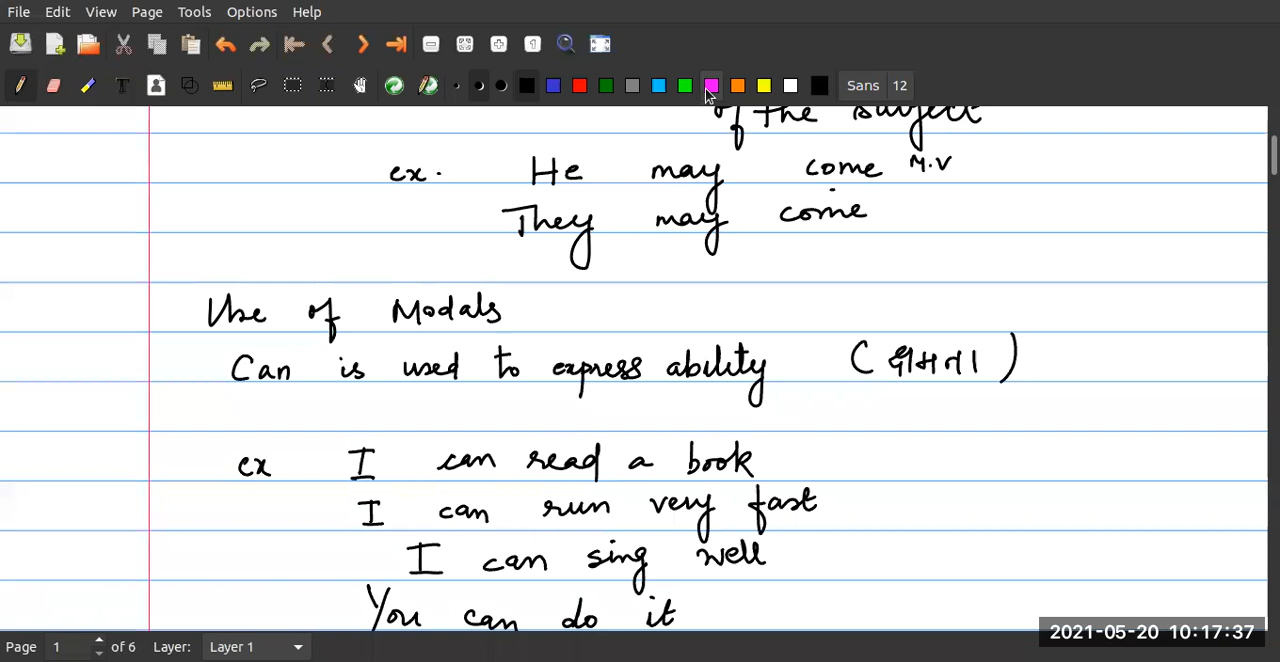 File Edit View Page Tools Options Help
Sans 12
of the subject
ex. He may come M.V
They may come
Use of Modals
Can is used to express ability
ex I can read a book
I can run very fast
I can sing well
You can do it
Page 1 of 6 Layer: Layer 1
2021-05-20 10:17:37